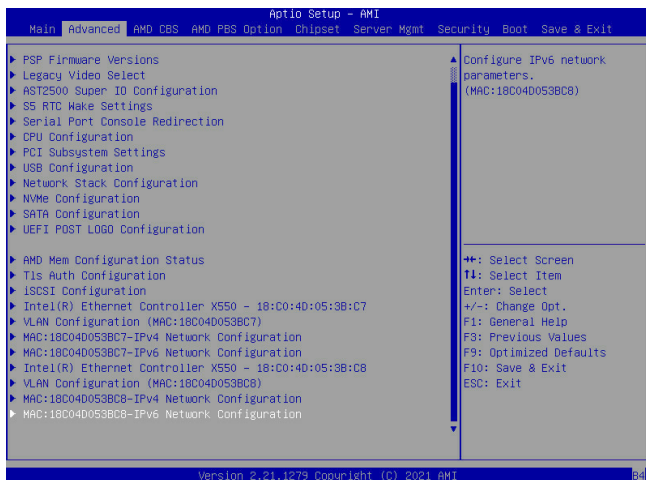 Aptio Setup - AMI
Main Advanced AMD CBS AMD PBS Option Chipset Server Mgmt Security Boot Save & Exit
PSP Firmware Versions
Legacy Video Select
AST2500 Super IO Configuration
S5 RTC Wake Settings
Serial Port Console Redirection
CPU Configuration
PCI Subsystem Settings
USB Configuration
Network Stack Configuration
NVMe Configuration
SATA Configuration
UEFI POST LOGO Configuration
AMD Mem Configuration Status
Tls Auth Configuration
iSCSI Configuration
Intel(R) Ethernet Controller X550 - 18:C0:4D:05:3B:C7
VLAN Configuration (MAC:18C04D053BC7)
MAC:18C04D053BC7-IPv4 Network Configuration
MAC:18C04D053BC7-IPv6 Network Configuration
Intel(R) Ethernet Controller X550 - 18:C0:4D:05:3B:C8
VLAN Configuration (MAC:18C04D053BC8)
MAC:18C04D053BC8-IPv4 Network Configuration
MAC:18C04D053BC8-IPv6 Network Configuration
Configure IPv6 network
parameters.
(MAC:18C04D053BC8)
→←: Select Screen
↑↓: Select Item
Enter: Select
+/-: Change Opt.
F1: General Help
F3: Previous Values
F9: Optimized Defaults
F10: Save & Exit
ESC: Exit
Version 2.21.1279 Copyright (C) 2021 AMI
B4